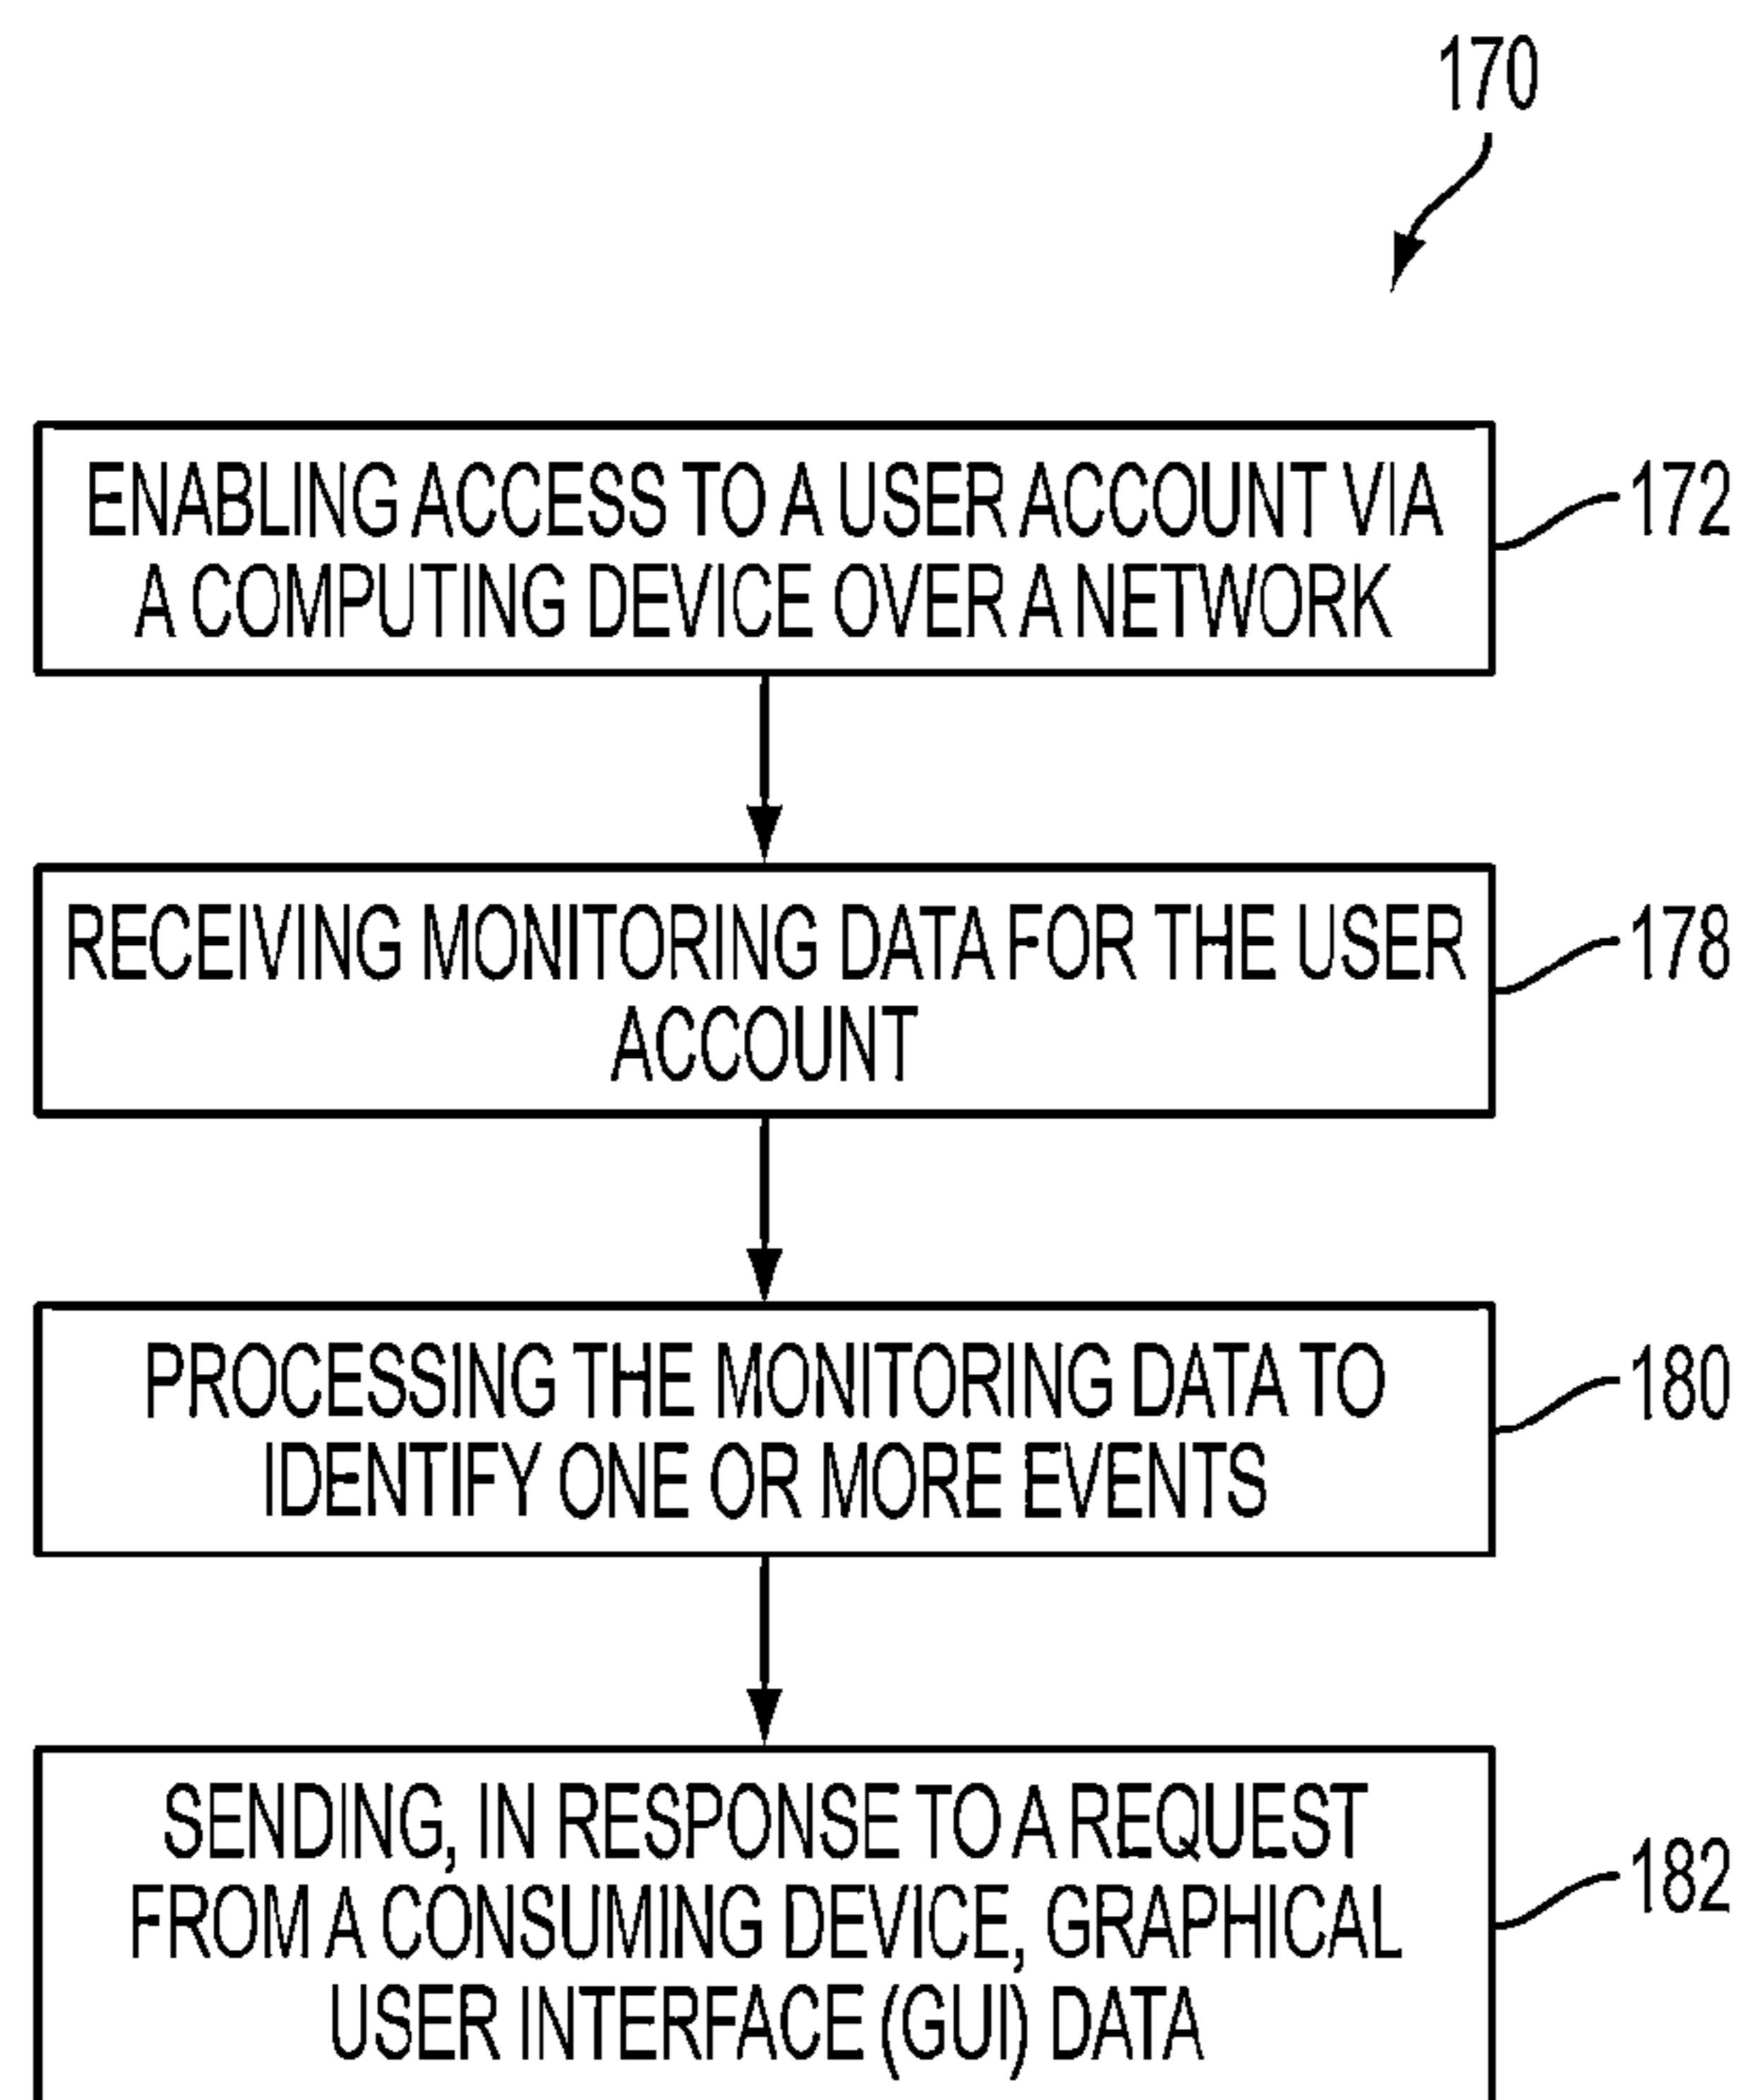 170
ENABLING ACCESS TO A USER ACCOUNT VIA
A COMPUTING DEVICE OVER A NETWORK
172
RECEIVING MONITORING DATA FOR THE USER
ACCOUNT
178
PROCESSING THE MONITORING DATA TO
IDENTIFY ONE OR MORE EVENTS
180
SENDING, IN RESPONSE TO A REQUEST
FROM A CONSUMING DEVICE, GRAPHICAL
USER INTERFACE (GUI) DATA
182